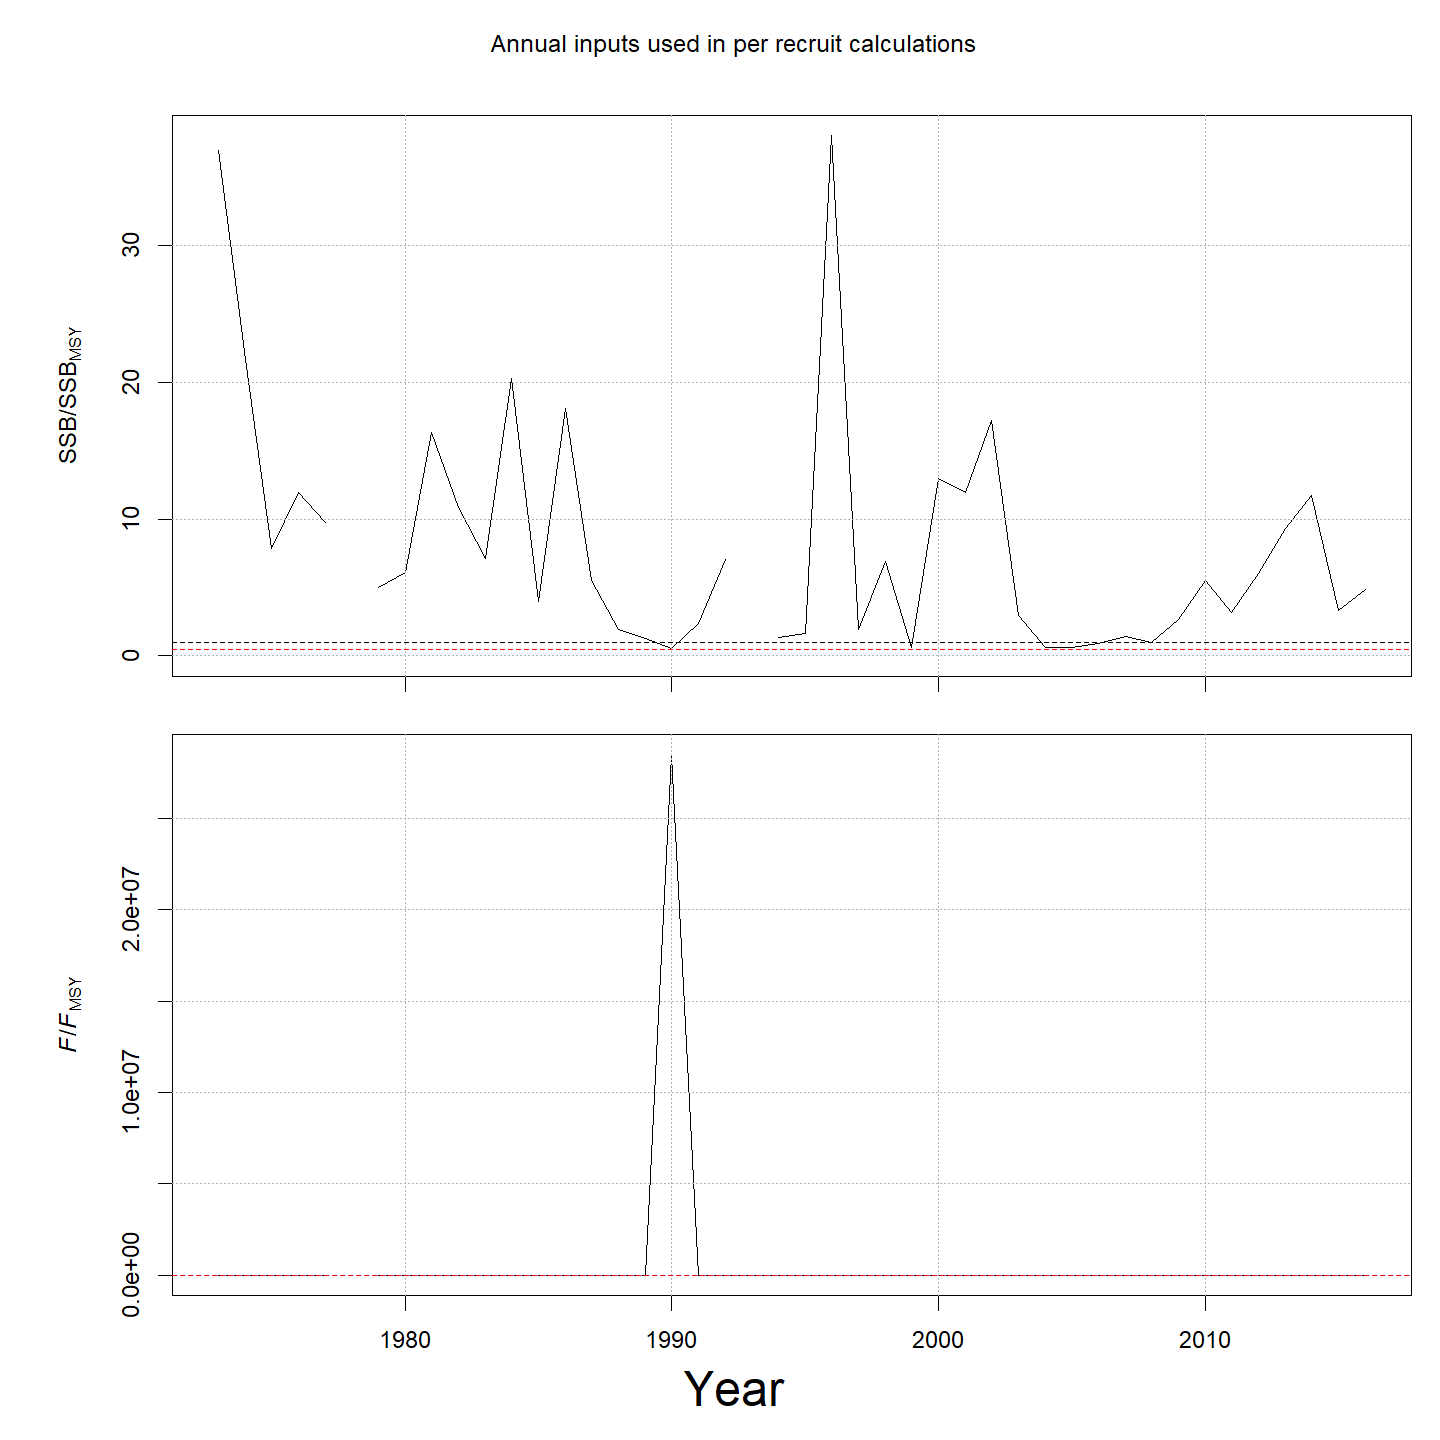 Annual inputs used in per recruit calculations
SSB/SSBMSY
30
20
10
0
F/FMSY
2.0e+07
1.0e+07
0.0e+00
1980 1990 2000 2010
Year